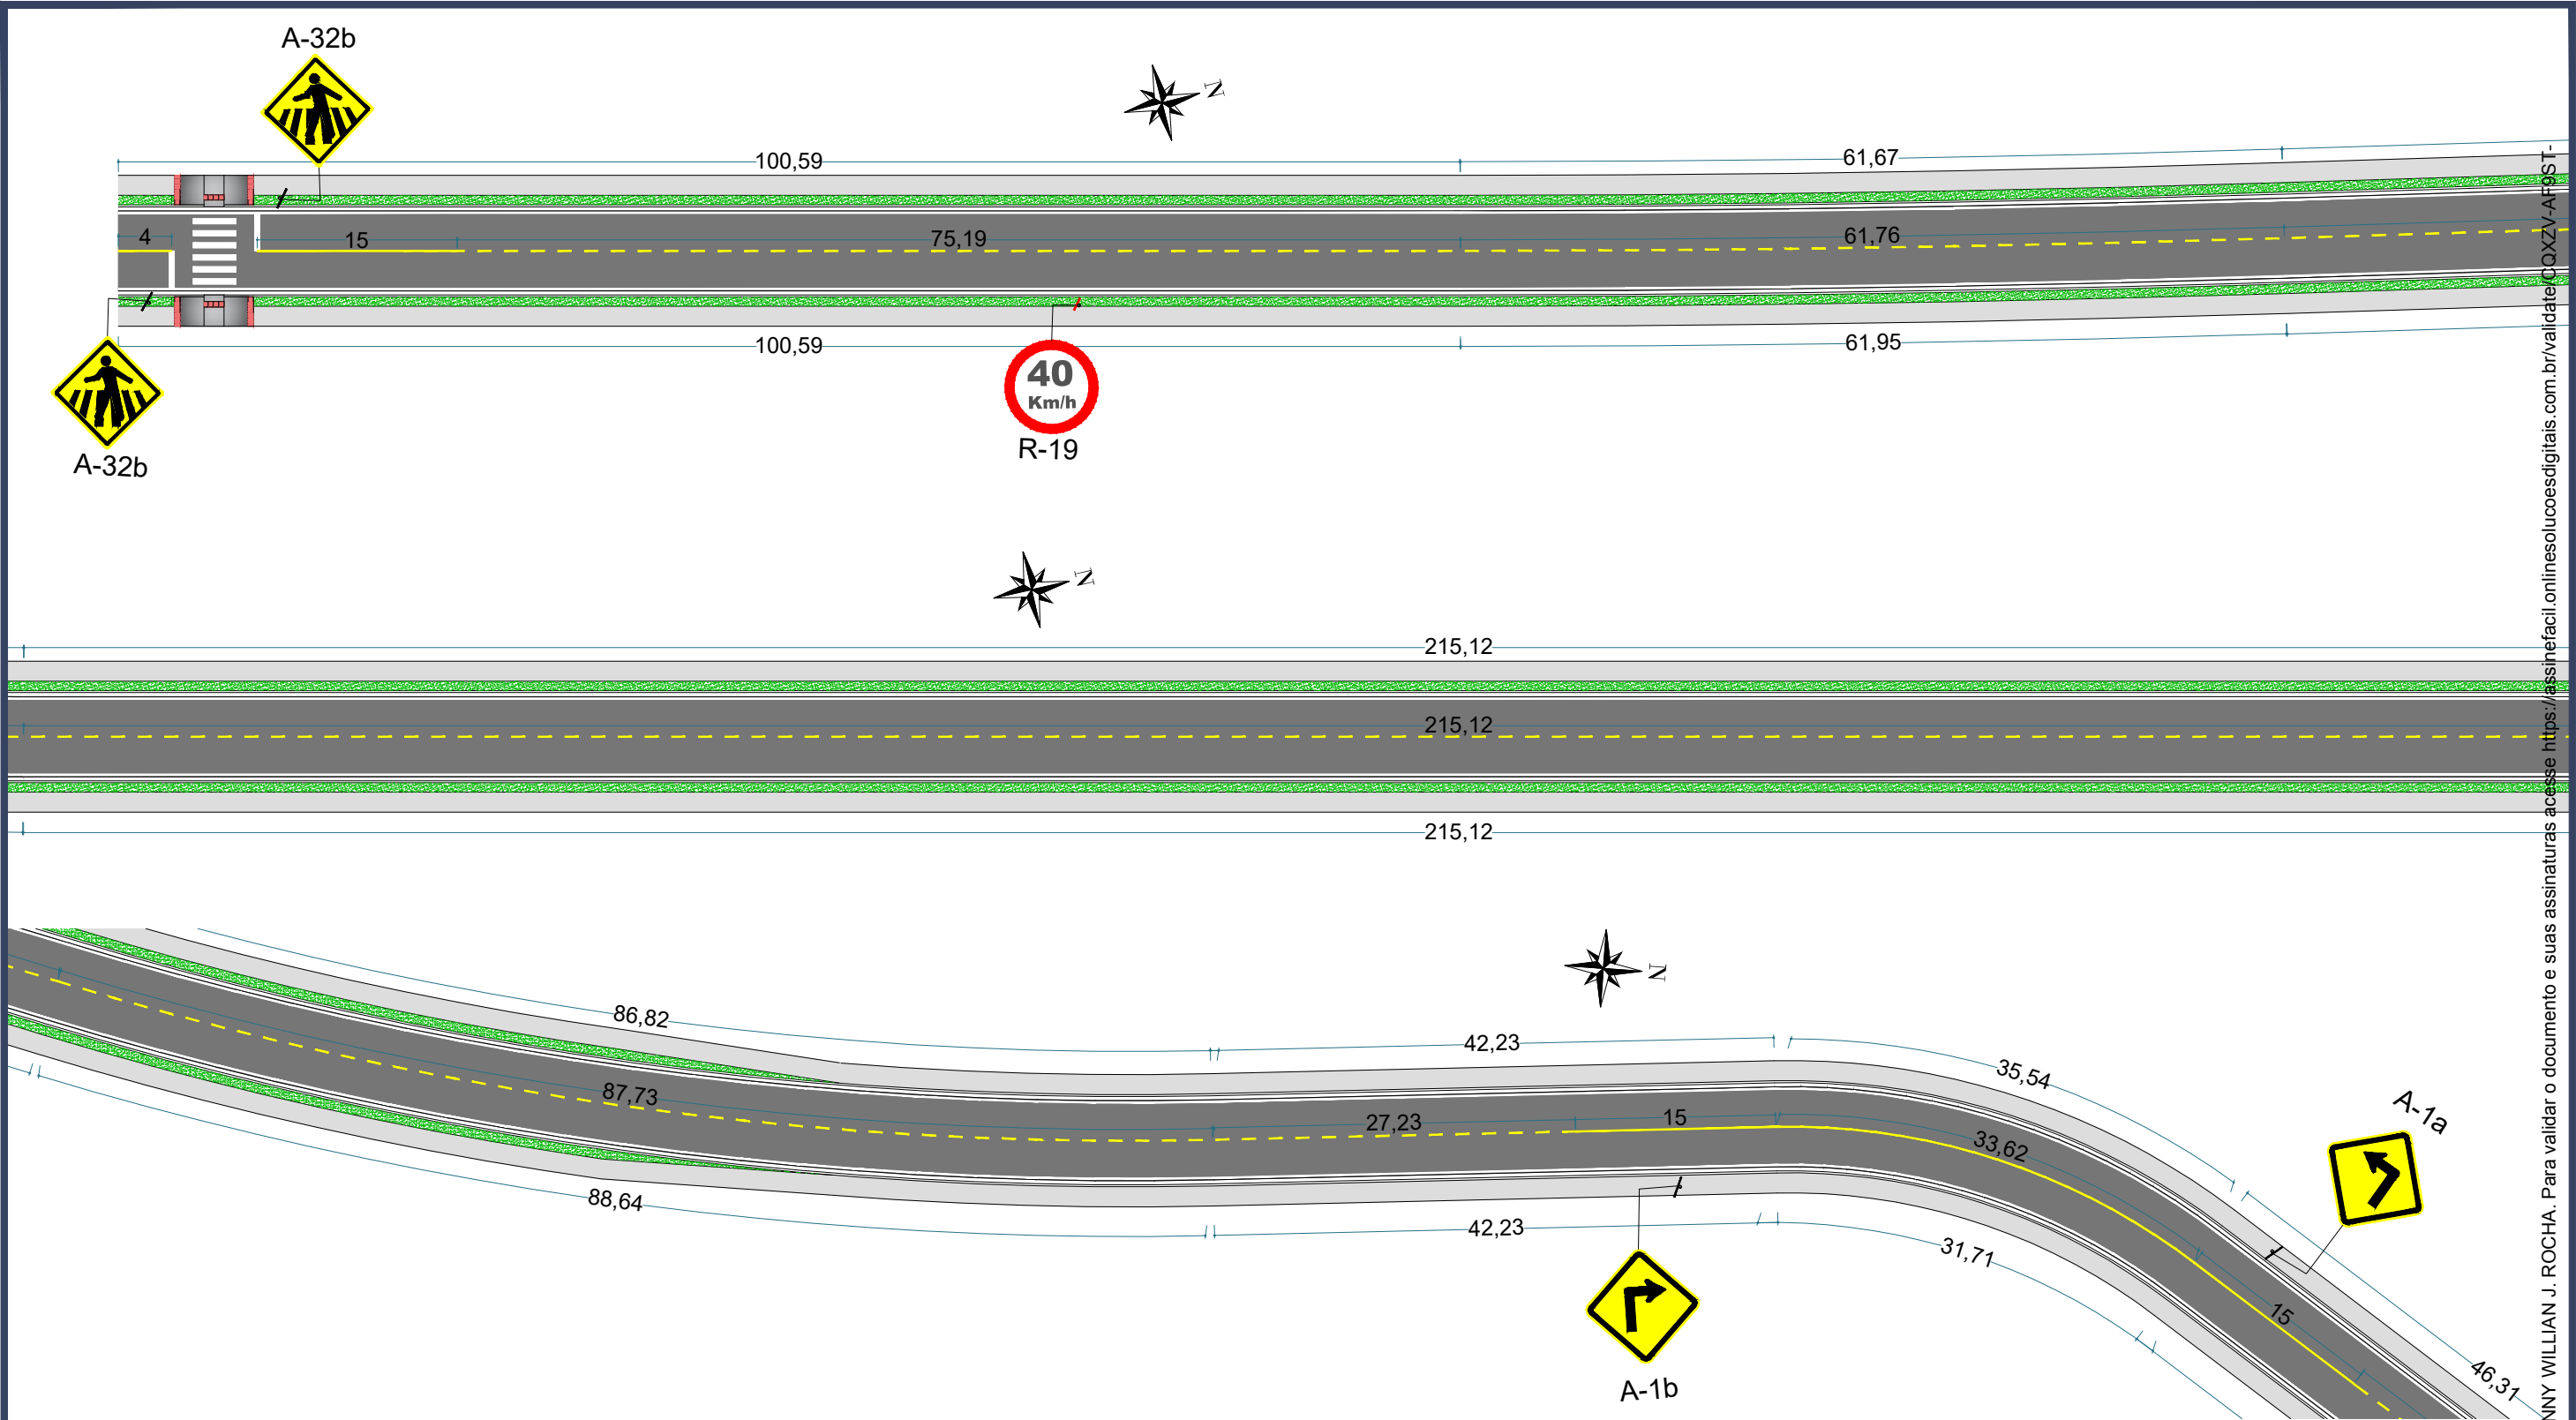 A-32b
N
100,59
61,67
4
15
75,19
61,76
100,59
61,95
40
Km/h
A-32b
R-19
N
215,12
215,12
215,12
N
86,82
42,23
35,54
A-1a
87,73
27,23
15
33,62
88,64
42,23
31,71
15
46,31
A-1b
NNY WILLIAN J. ROCHA. Para validar o documento e suas assinaturas acesse https://assinefacil.onlinesolucoesdigitais.com.br/validate/CQXZV-AF9ST-